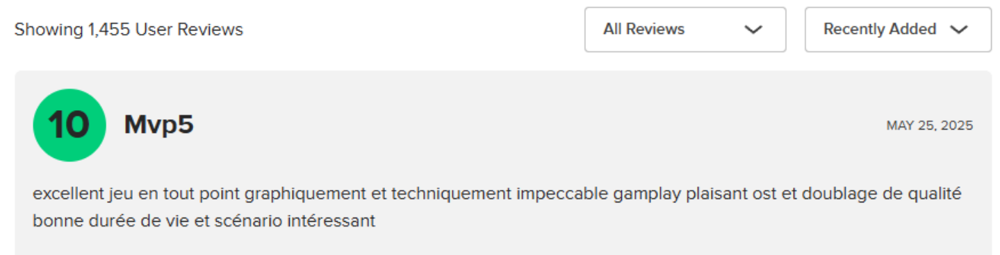 Showing 1,455 User Reviews
All Reviews
Recently Added
10
Mvp5
MAY 25, 2025
excellent jeu en tout point graphiquement et techniquement impeccable gamplay plaisant ost et doublage de qualité
bonne durée de vie et scénario intéressant